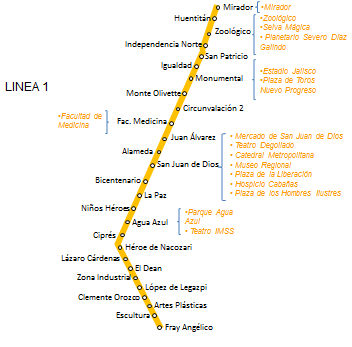 Mirador
•Mirador
Huentitán
•Zoológico
•Selva Mágica
• Planetario Severo Díaz
Galindo
Zoológico
Independencia Norte
San Patricio
Igualdad
•Estadio Jalisco
•Plaza de Toros
Nuevo Progreso
Monumental
LINEA 1
Monte Olivette
Circunvalación 2
•Facultad de
Medicina
Fac. Medicina
Juan Álvarez
• Mercado de San Juan de Dios
• Teatro Degollado
• Catedral Metropolitana
• Museo Regional
• Plaza de la Liberación
• Hospicio Cabañas
• Plaza de los Hombres Ilustres
Alameda
San Juan de Dios
Bicentenario
La Paz
Niños Héroes
•Parque Agua
Azul
• Teatro IMSS
Agua Azul
Ciprés
Héroe de Nacozari
Lázaro Cárdenas
El Dean
Zona Industria
López de Legazpi
Clemente Orozco
Artes Plásticas
Escultura
Fray Angélico